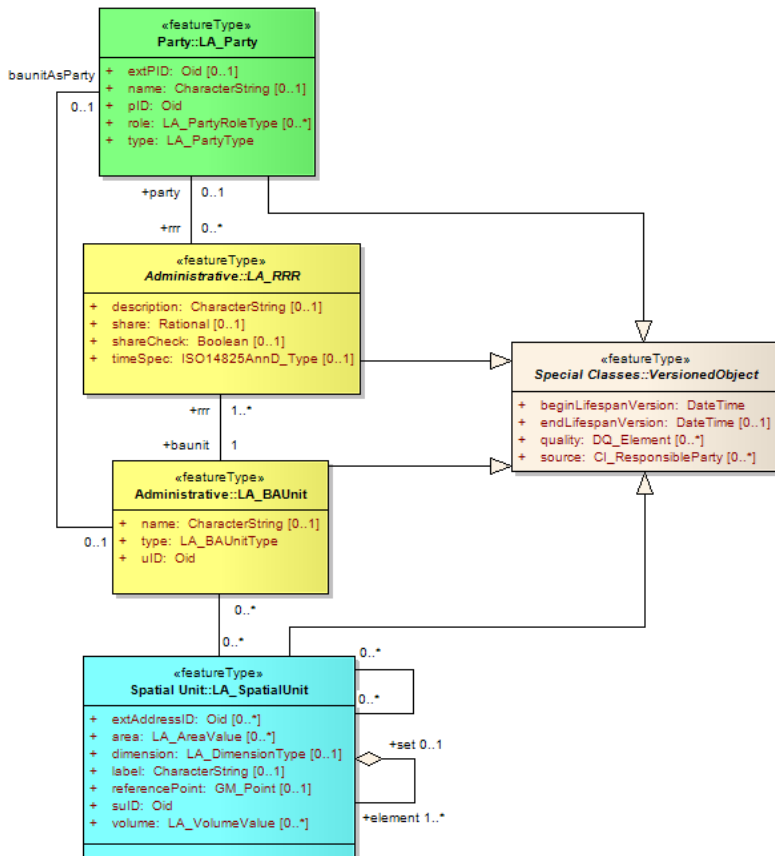 «featureType»
Party::LA_Party
+ extPID: Oid [0..1]
+ name: CharacterString [0..1]
+ pID: Oid
+ role: LA_PartyRoleType [0..*]
+ type: LA_PartyType
baunitAsParty
0..1
+party 0..1
+rrr 0..*
«featureType»
Administrative::LA_RRR
+ description: CharacterString [0..1]
+ share: Rational [0..1]
+ shareCheck: Boolean [0..1]
+ timeSpec: ISO14825AnnD_Type [0..1]
«featureType»
Special Classes::VersionedObject
+ beginLifespanVersion: DateTime
+ endLifespanVersion: DateTime [0..1]
+ quality: DQ_Element [0..*]
+ source: CI_ResponsibleParty [0..*]
+rrr 1..*
+baunit 1
«featureType»
Administrative::LA_BAUnit
+ name: CharacterString [0..1]
+ type: LA_BAUnitType
+ uID: Oid
0..1
0..*
0..*
«featureType»
Spatial Unit::LA_SpatialUnit
+ extAddressID: Oid [0..*]
+ area: LA_AreaValue [0..*]
+ dimension: LA_DimensionType [0..1]
+ label: CharacterString [0..1]
+ referencePoint: GM_Point [0..1]
+ suID: Oid
+ volume: LA_VolumeValue [0..*]
0..*
0..*
+set 0..1
+element 1..*